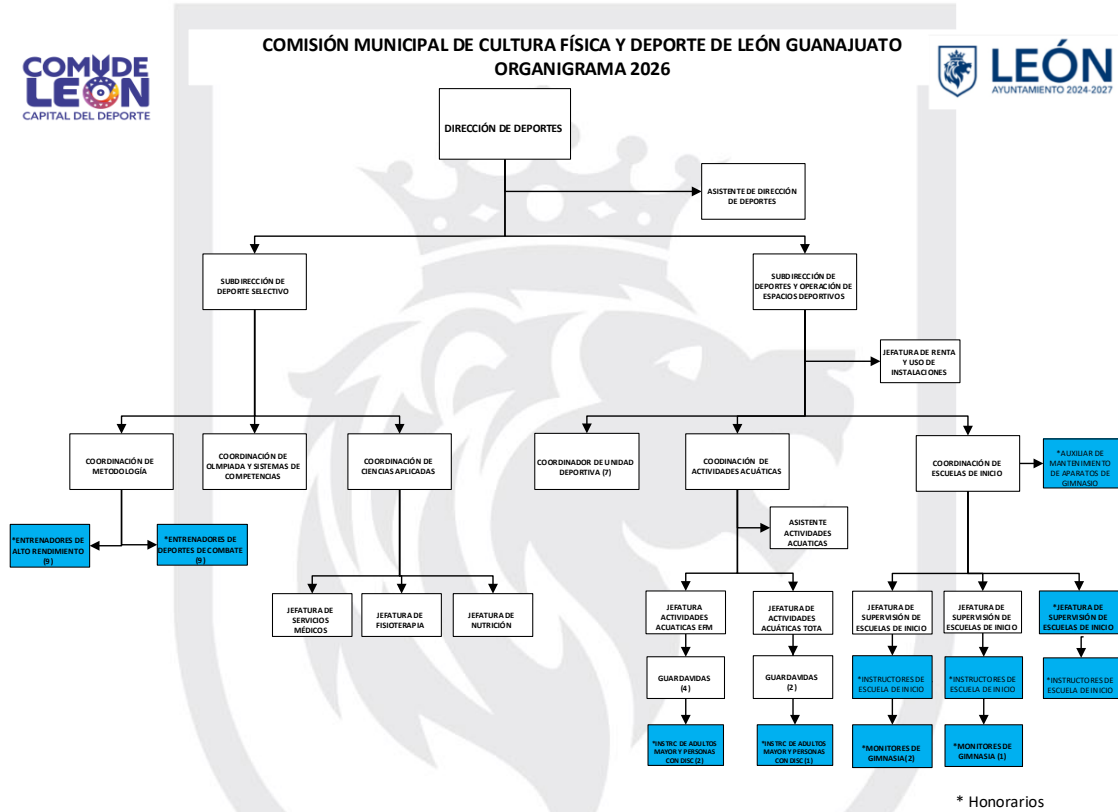 COMISIÓN MUNICIPAL DE CULTURA FÍSICA Y DEPORTE DE LEÓN GUANAJUATO
ORGANIGRAMA 2026
COMUDE
LEÓN
CAPITAL DEL DEPORTE
LEÓN
AYUNTAMIENTO 2024-2027
DIRECCIÓN DE DEPORTES
ASISTENTE DE DIRECCIÓN
DE DEPORTES
SUBDIRECCIÓN DE
DEPORTE SELECTIVO
SUBDIRECCIÓN DE
DEPORTES Y OPERACIÓN DE
ESPACIOS DEPORTIVOS
JEFATURA DE RENTA
Y USO DE
INSTALACIONES
COORDINACIÓN DE
METODOLOGÍA
COORDINACIÓN DE
OLMPIADA Y SISTEMAS DE
COMPETENCIAS
COORDINACIÓN DE
CIENCIAS APLICADAS
COORDINADOR DE UNIDAD
DEPORTIVA (7)
COODINACIÓN DE
ACTIVIDADES ACUÁTICAS
COORDINACIÓN DE
ESCUELAS DE INICIO
*AUXILIAR DE
MANTENIMIENTO
DE APARATOS DE
GIMNASIO
*ENTRENADORES DE
ALTO RENDIMIENTO
(9)
*ENTRENADORES DE
DEPORTES DE COMBATE
(9)
ASISTENTE
ACTIVIDADES
ACUATICAS
JEFATURA DE
SERVICIOS
MÉDICOS
JEFATURA DE
FISIOTERAPIA
JEFATURA DE
NUTRICIÓN
JEFATURA
ACTIVIDADES
ACUATICAS EFM
JEFATURA DE
ACTIVIDADES
ACUÁTICAS TOTA
JEFATURA DE
SUPERVISIÓN DE
ESCUELAS DE INICIO
JEFATURA DE
SUPERVISIÓN DE
ESCUELAS DE INICIO
*JEFATURA DE
SUPERVISIÓN DE
ESCUELAS DE INICIO
GUARDAVIDAS
(4)
GUARDAVIDAS
(2)
*INSTRUCTORES DE
ESCUELA DE INICIO
*INSTRUCTORES DE
ESCUELA DE INICIO
*INSTRUCTORES DE
ESCUELA DE INICIO
*INSTRC DE ADULTOS
MAYOR Y PERSONAS
CON DISC (2)
*INSTRC DE ADULTOS
MAYOR Y PERSONAS
CON DISC (1)
*MONITORES DE
GIMNASIA (2)
*MONITORES DE
GIMNASIA (1)
* Honorarios